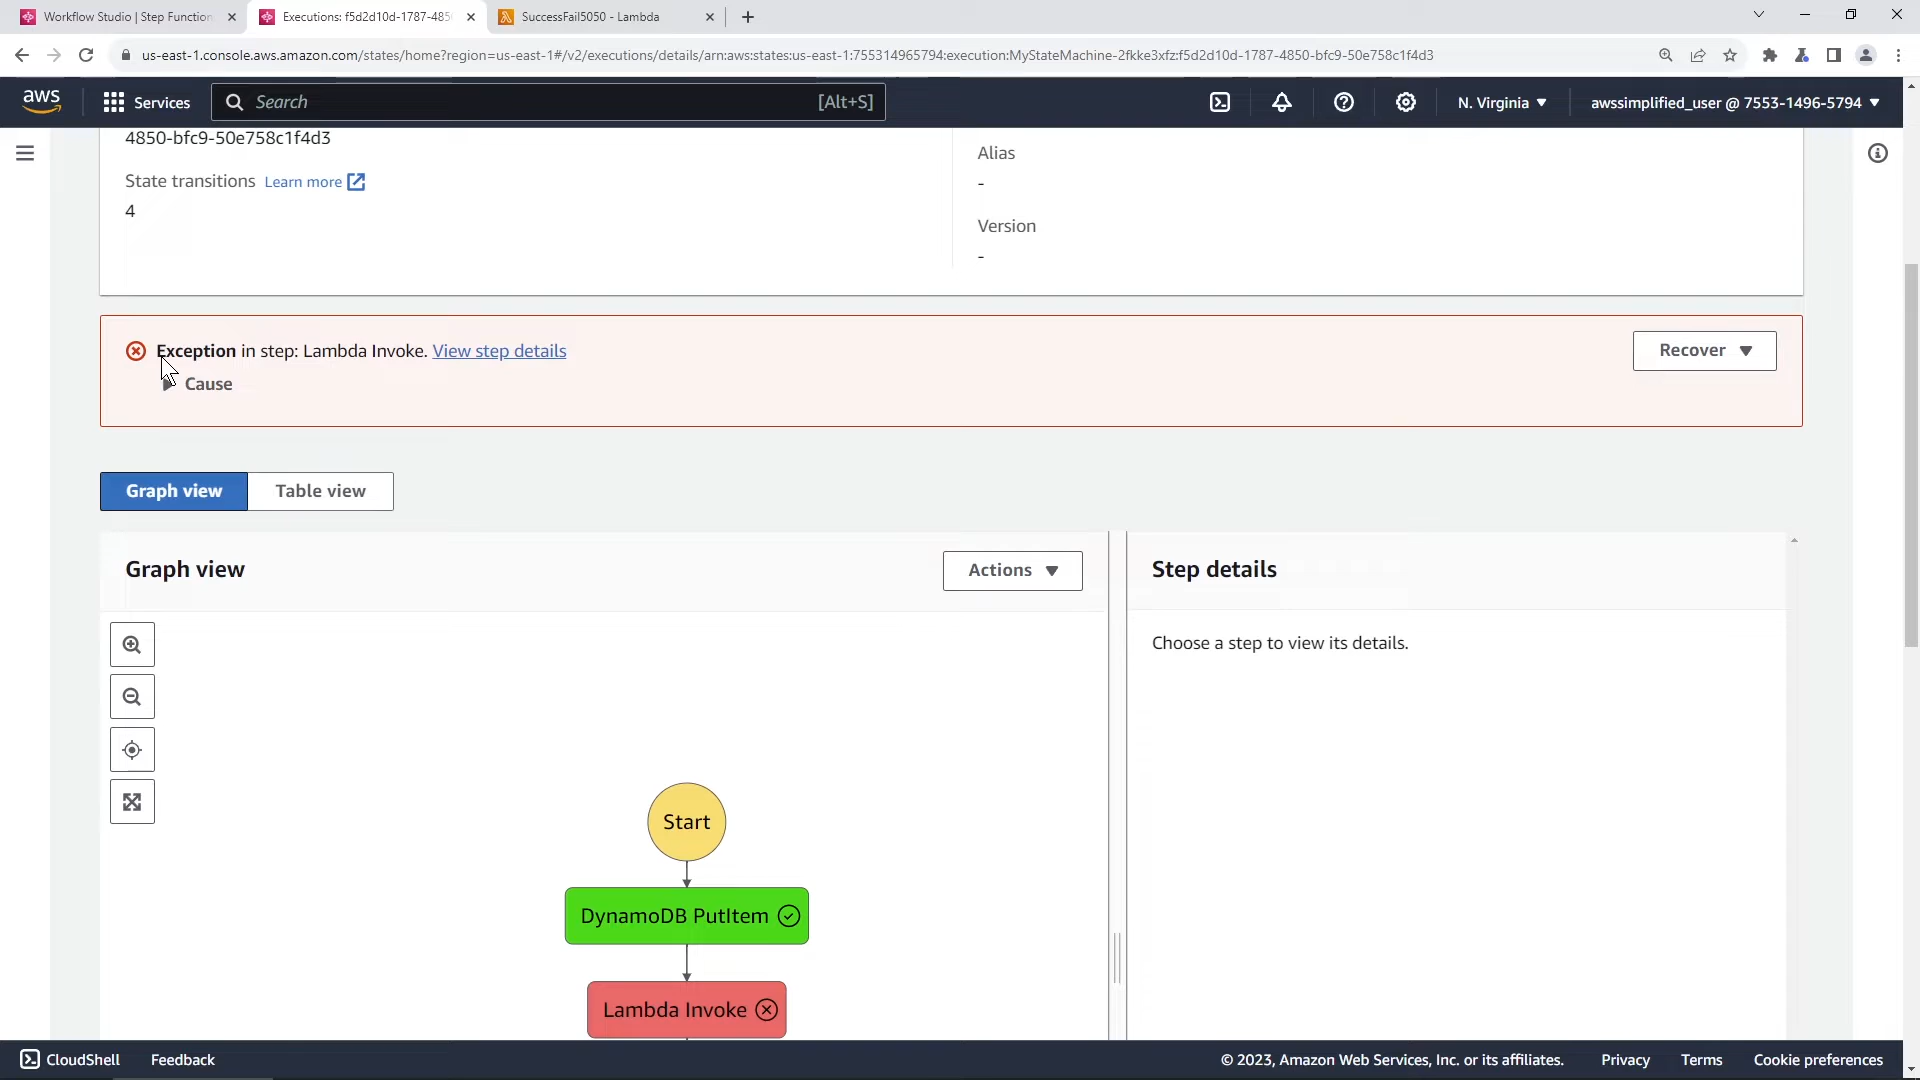 Workflow Studio | Step Function
Executions: f5d2d10d-1787-485
SuccessFail5050 - Lambda
us-east-1.console.aws.amazon.com/states/home?region=us-east-1#/v2/executions/details/arn:aws:states:us-east-1:755314965794:execution:MyStateMachine-2fkke3xfz:f5d2d10d-1787-4850-bfc9-50e758c1f4d3
aws
Services
Search
[Alt+S]
N. Virginia
awssimplified_user @ 7553-1496-5794
4850-bfc9-50e758c1f4d3
State transitions Learn more
4
Alias
-
Version
-
Exception in step: Lambda Invoke. View step details
Cause
Recover
Graph view
Table view
Graph view
Actions
Step details
Choose a step to view its details.
Start
DynamoDB PutItem
Lambda Invoke
CloudShell
Feedback
© 2023, Amazon Web Services, Inc. or its affiliates.
Privacy
Terms
Cookie preferences